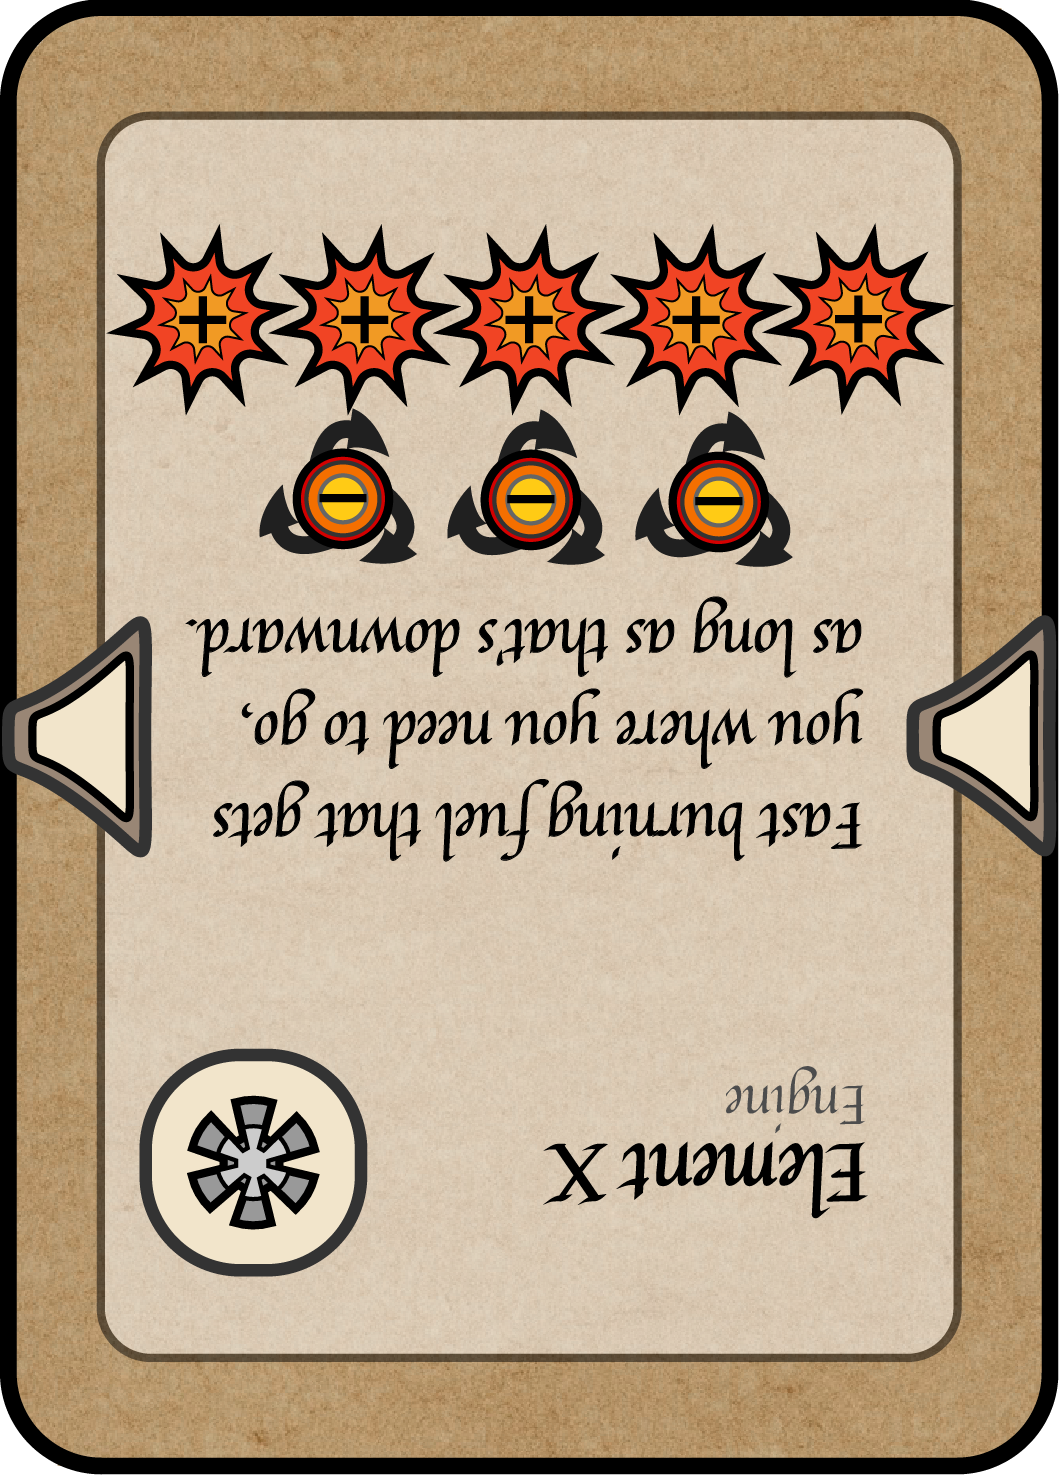 Element X
Engine
Fast burning fuel that gets
you where you need to go,
as long as that's downward.